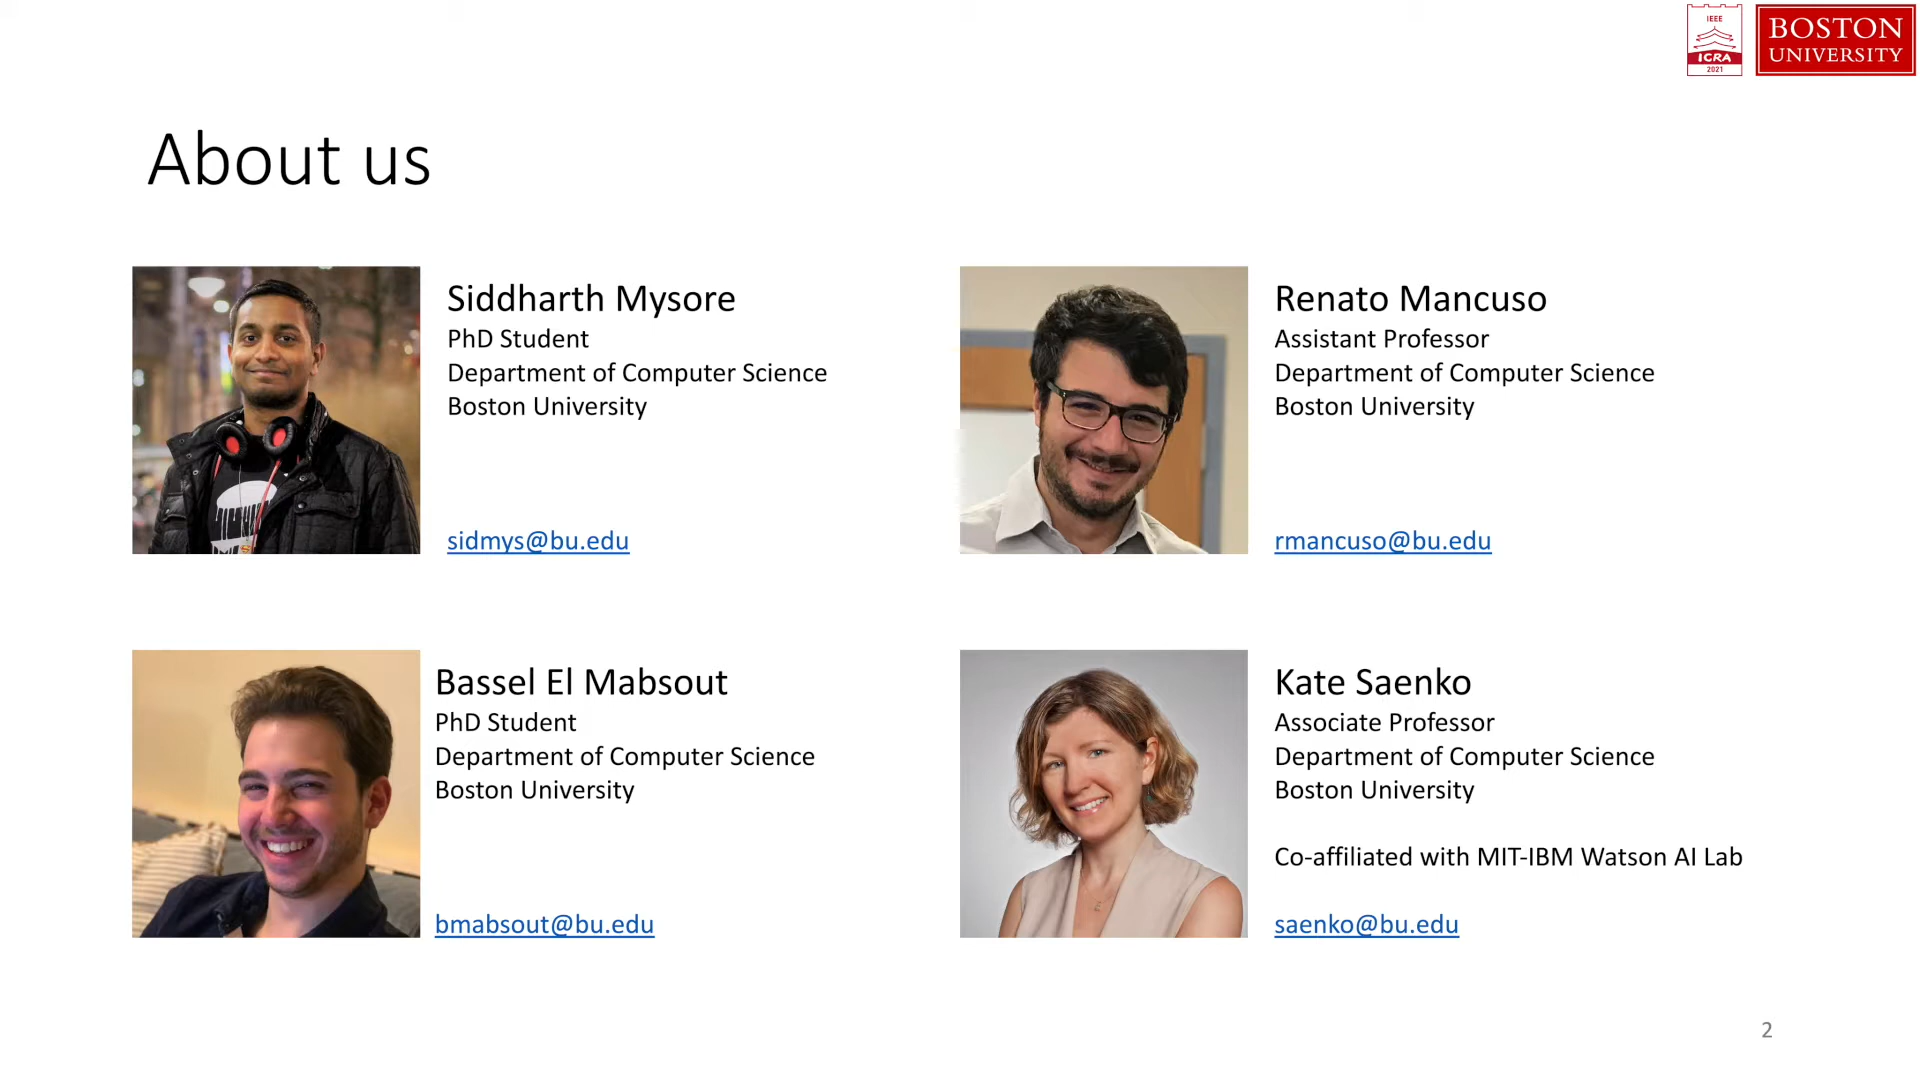 IEEE
ICRA
2021
BOSTON
UNIVERSITY
About us
Siddharth Mysore
PhD Student
Department of Computer Science
Boston University
sidmys@bu.edu
Renato Mancuso
Assistant Professor
Department of Computer Science
Boston University
rmancuso@bu.edu
Bassel El Mabsout
PhD Student
Department of Computer Science
Boston University
bmabsout@bu.edu
Kate Saenko
Associate Professor
Department of Computer Science
Boston University
Co-affiliated with MIT-IBM Watson AI Lab
saenko@bu.edu
2